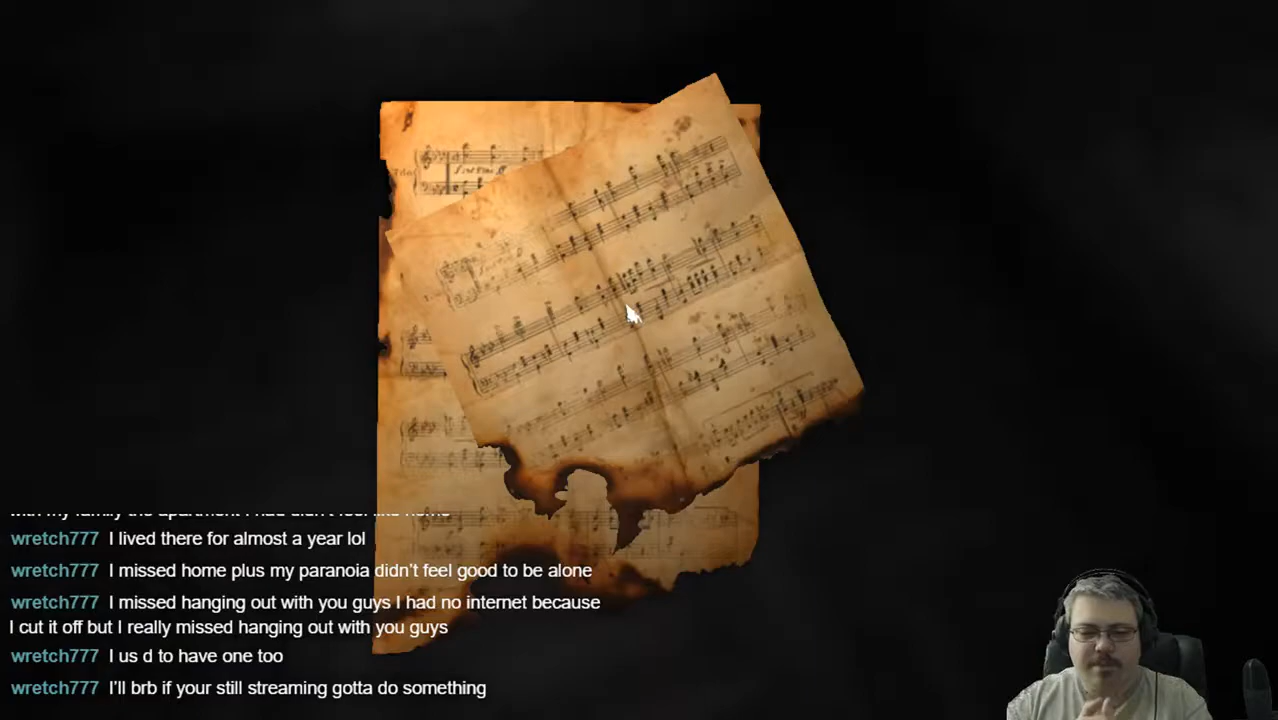 wretch777 I lived there for almost a year lol
wretch777 I missed home plus my paranoia didn't feel good to be alone
wretch777 I missed hanging out with you guys I had no internet because
I cut it off but I really missed hanging out with you guys
wretch777 I us d to have one too
wretch777 I'll brb if your still streaming gotta do something